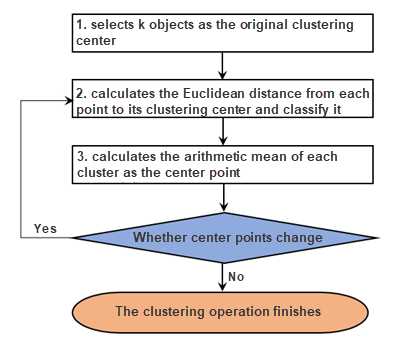 1. selects k objects as the original clustering
center
2. calculates the Euclidean distance from each
point to its clustering center and classify it
3. calculates the arithmetic mean of each
cluster as the center point
Yes
Whether center points change
No
The clustering operation finishes